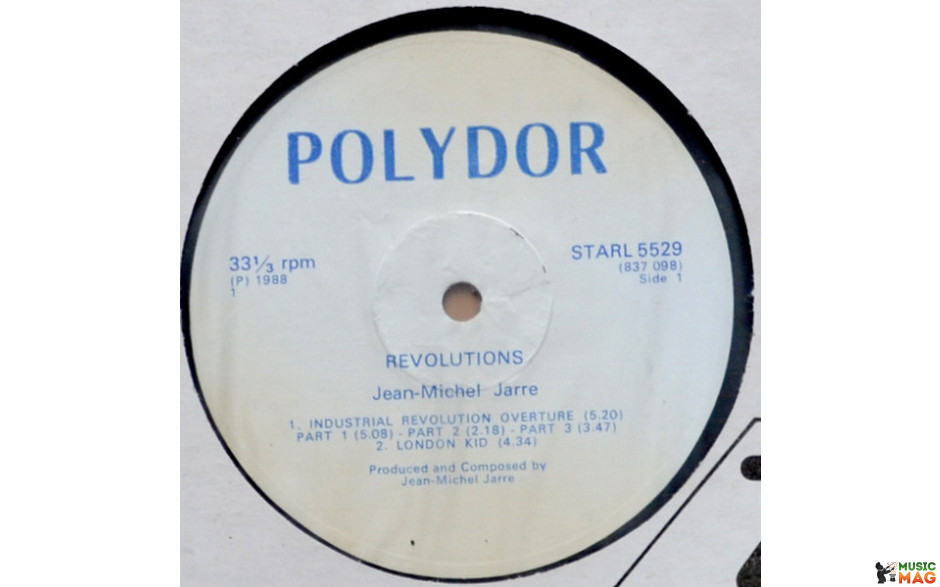 POLYDOR
33⅓ rpm
(P) 1988
1
STARL 5529
(837 098)
Side 1
REVOLUTIONS
Jean-Michel Jarre
1. INDUSTRIAL REVOLUTION OVERTURE (5.20)
PART 1 (5.08) - PART 2 (2.18) - PART 3 (3.47)
2. LONDON KID (4.34)
Produced and Composed by
Jean-Michel Jarre
MUSIC
MAG